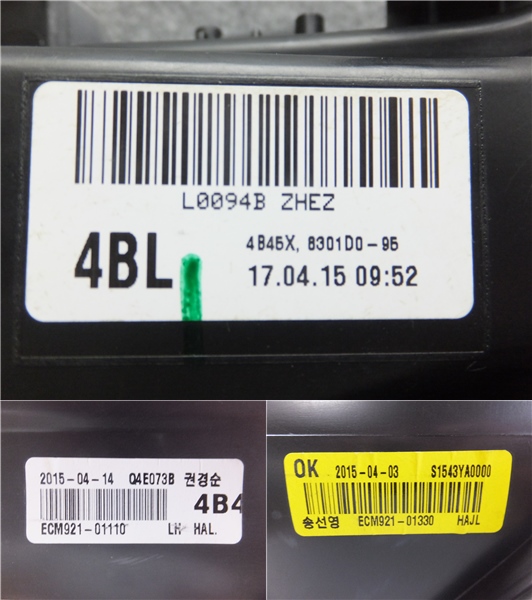 L0094B ZHEZ
4BL
4B45X, 8301D0-95
17.04.15 09:52
2015-04-14 Q4E073B 권경순
4B4
ECM921-01110 LH HAL.
OK 2015-04-03 S1543YA0000
송선영 ECM921-01330 HAJL